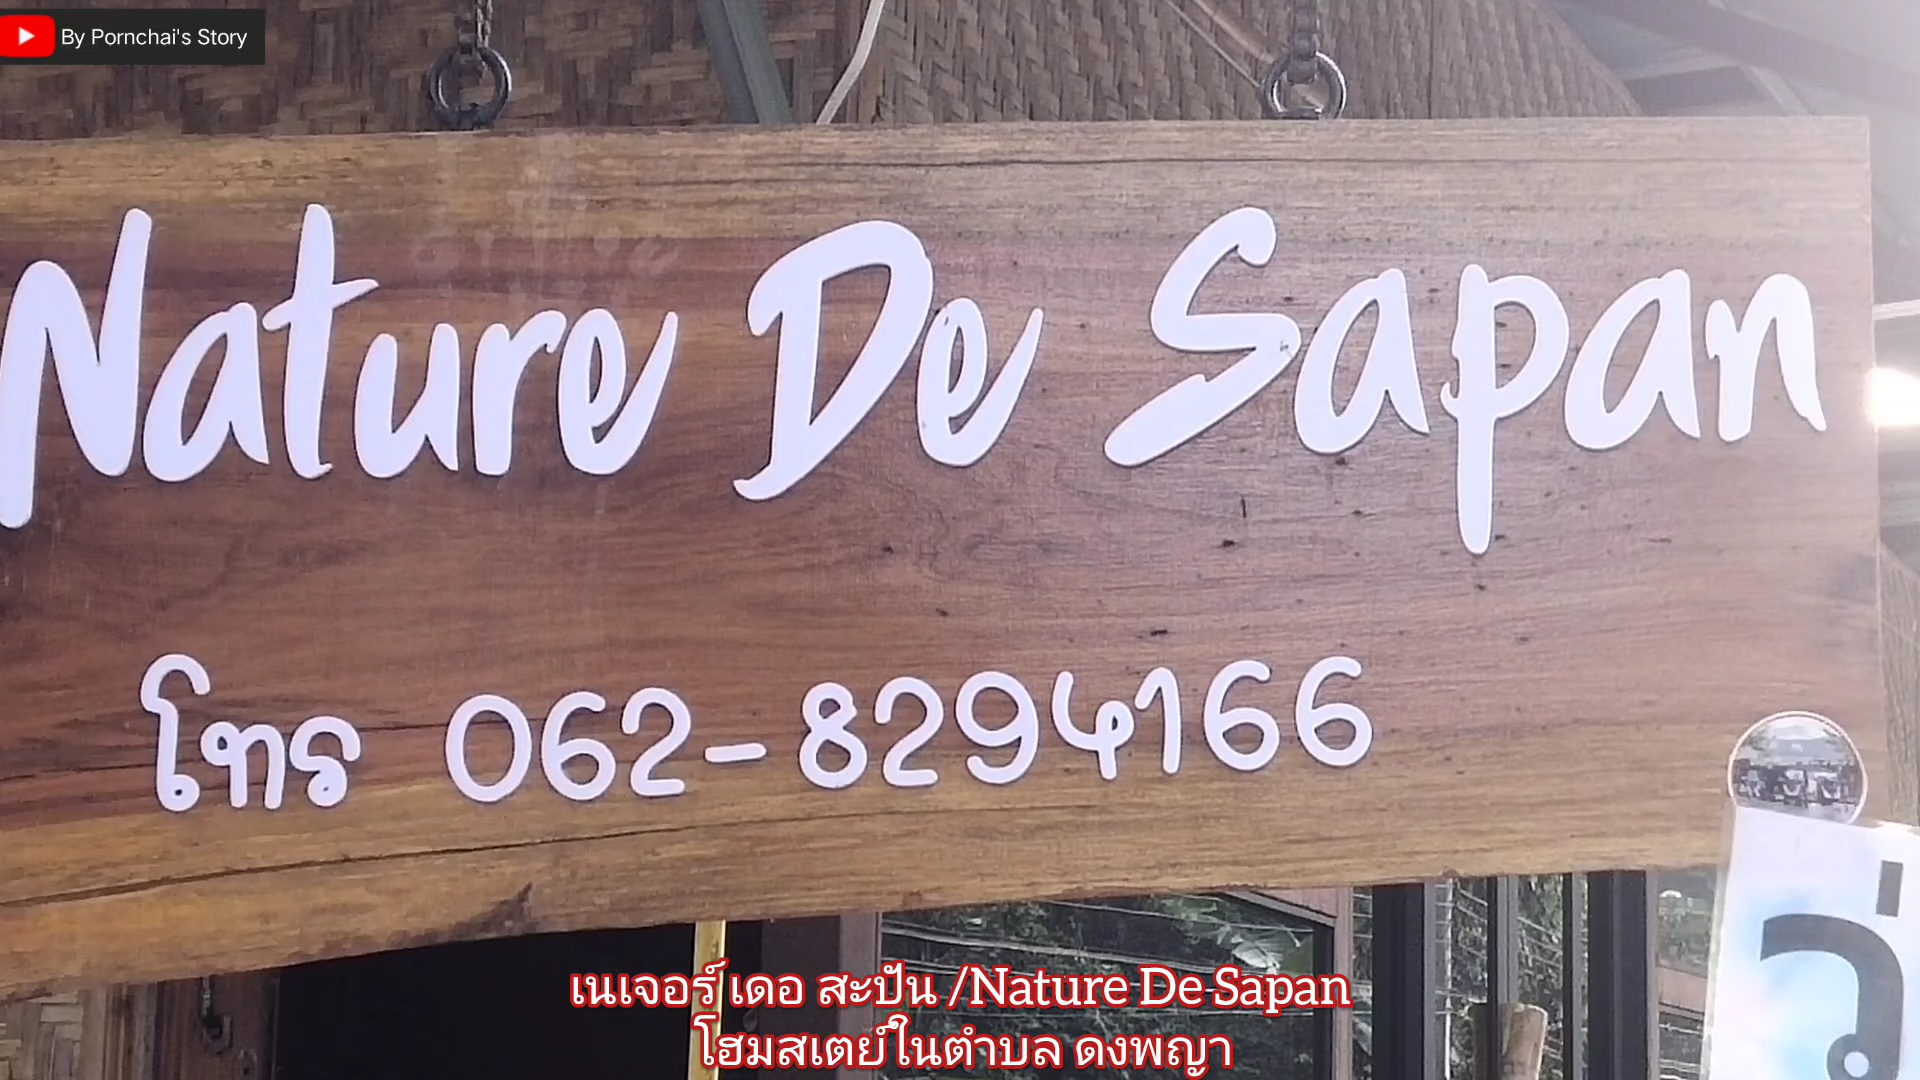 By Pornchai's Story
Nature De Sapan
โทร 062-8294166
เนเจอร์ เดอ สะปัน /Nature De Sapan
โฮมสเตย์ในตำบล ดงพญา